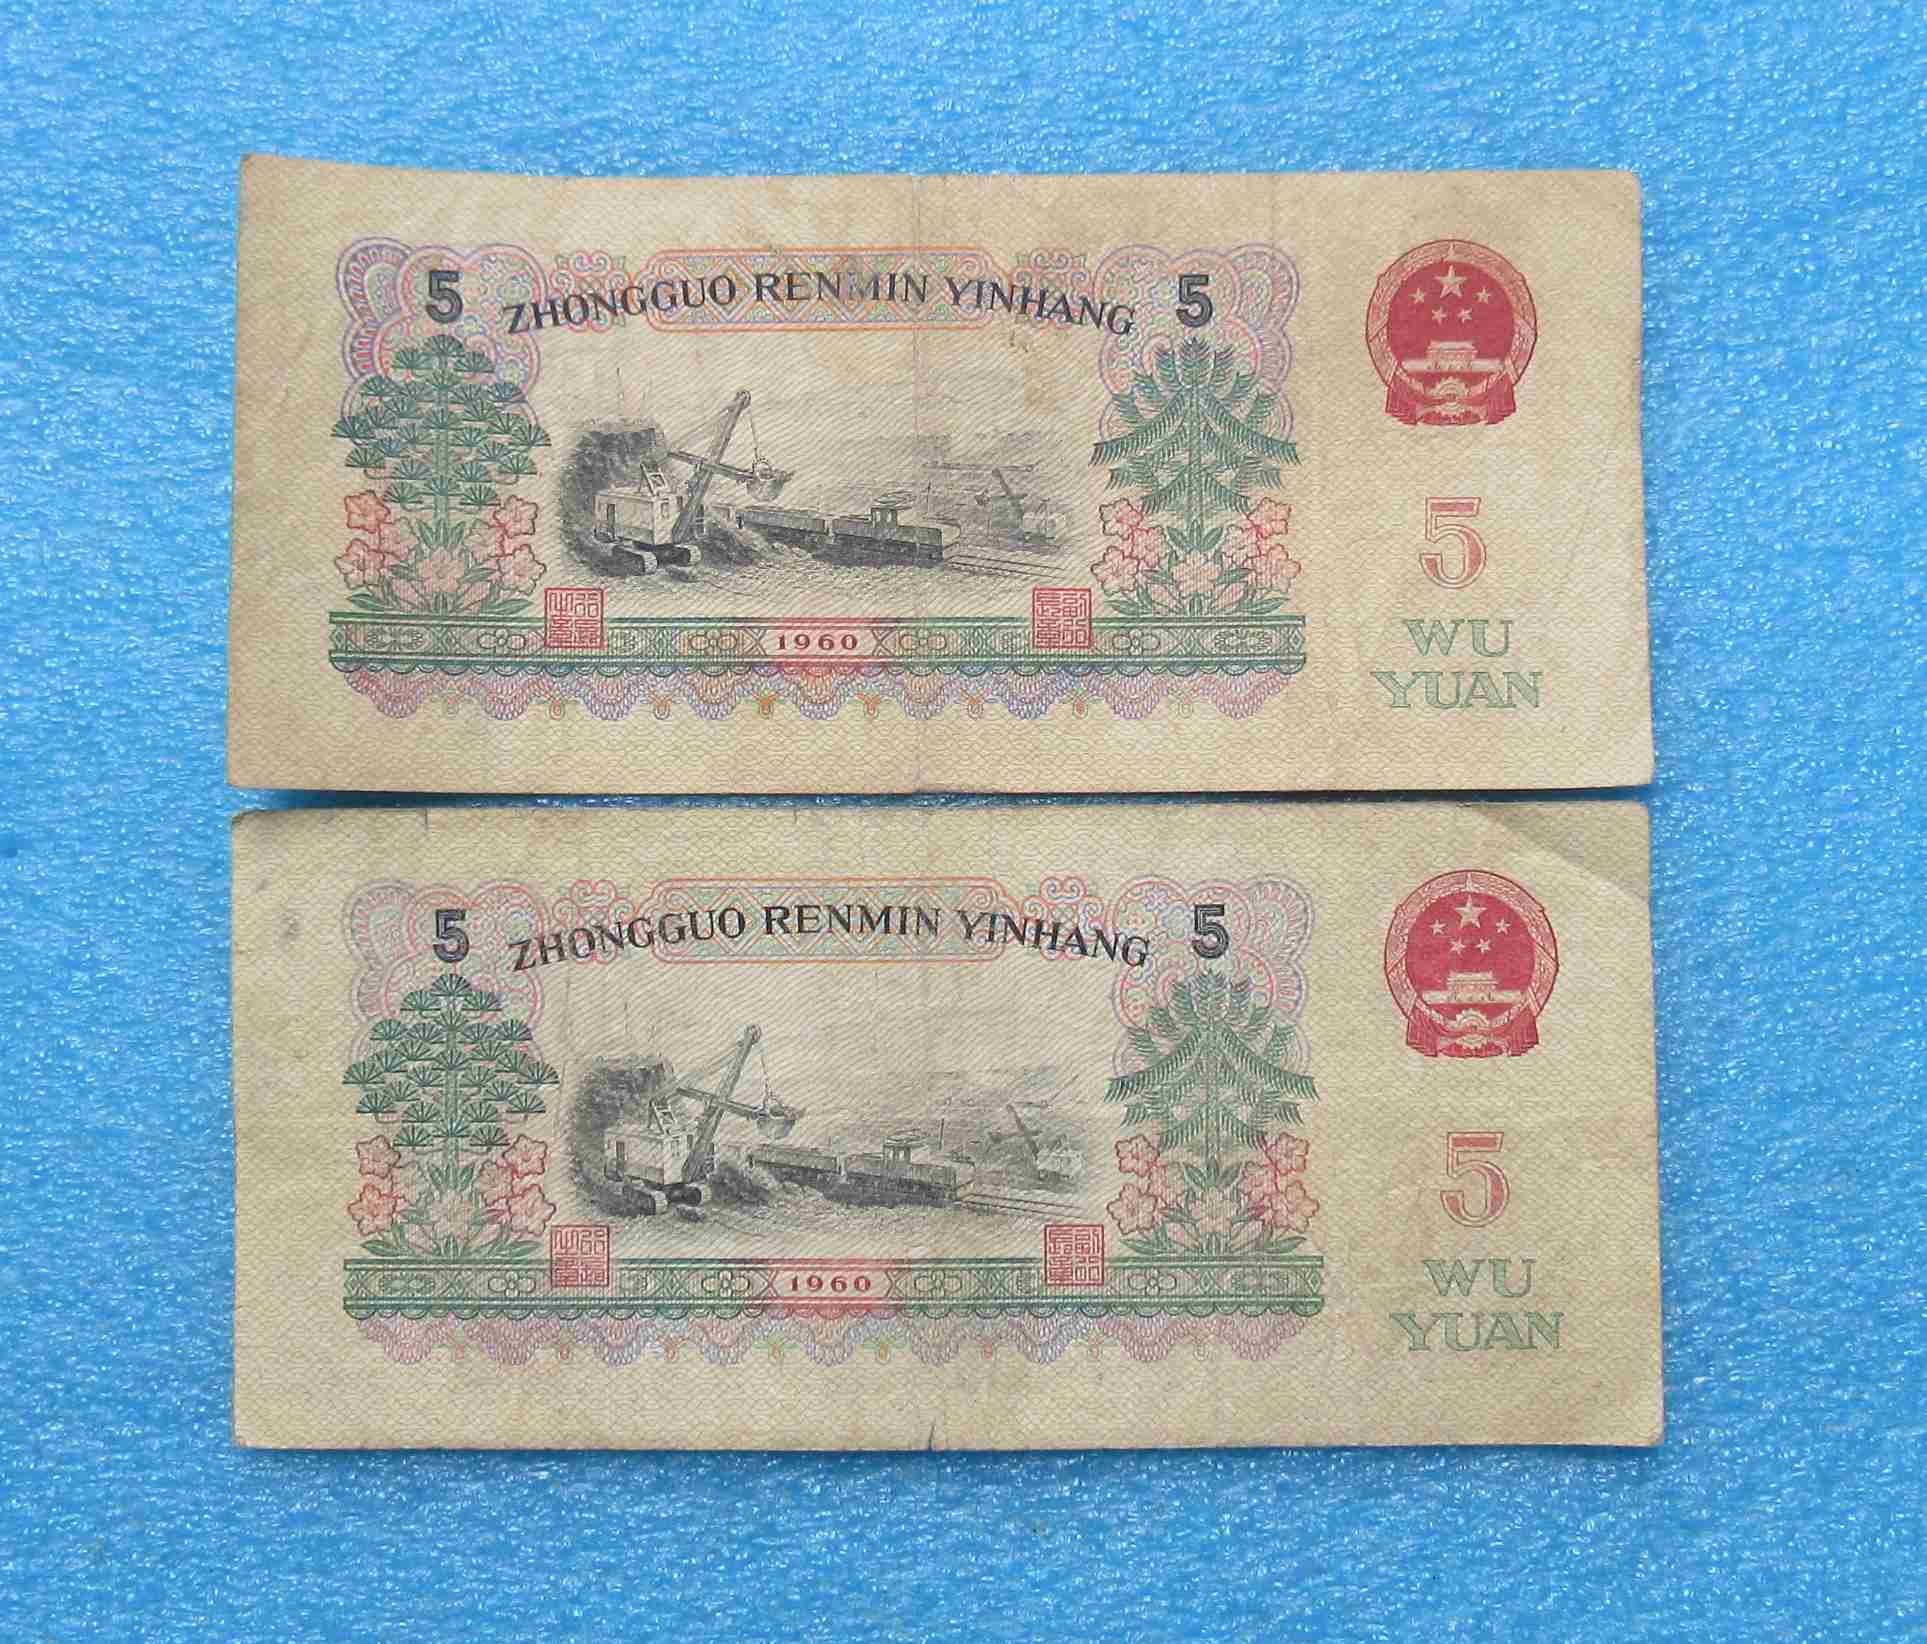 5 ZHONGGUO RENMIN YINHANG 5
5
WU
YUAN
1960
5 ZHONGGUO RENMIN YINHANG 5
5
WU
YUAN
1960